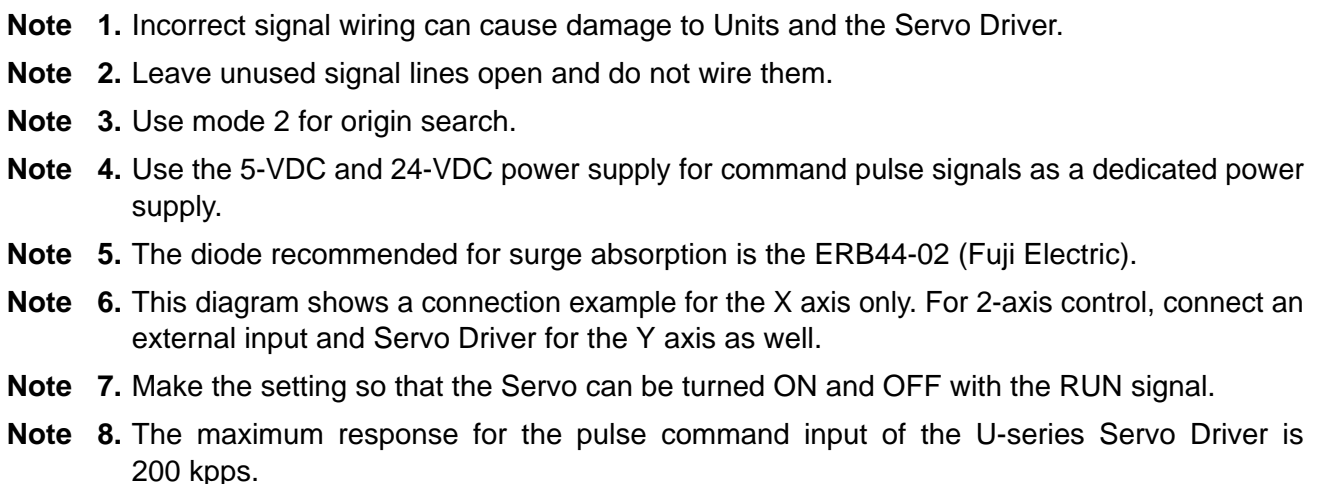 Note 1. Incorrect signal wiring can cause damage to Units and the Servo Driver.
Note 2. Leave unused signal lines open and do not wire them.
Note 3. Use mode 2 for origin search.
Note 4. Use the 5-VDC and 24-VDC power supply for command pulse signals as a dedicated power
supply.
Note 5. The diode recommended for surge absorption is the ERB44-02 (Fuji Electric).
Note 6. This diagram shows a connection example for the X axis only. For 2-axis control, connect an
external input and Servo Driver for the Y axis as well.
Note 7. Make the setting so that the Servo can be turned ON and OFF with the RUN signal.
Note 8. The maximum response for the pulse command input of the U-series Servo Driver is
200 kpps.